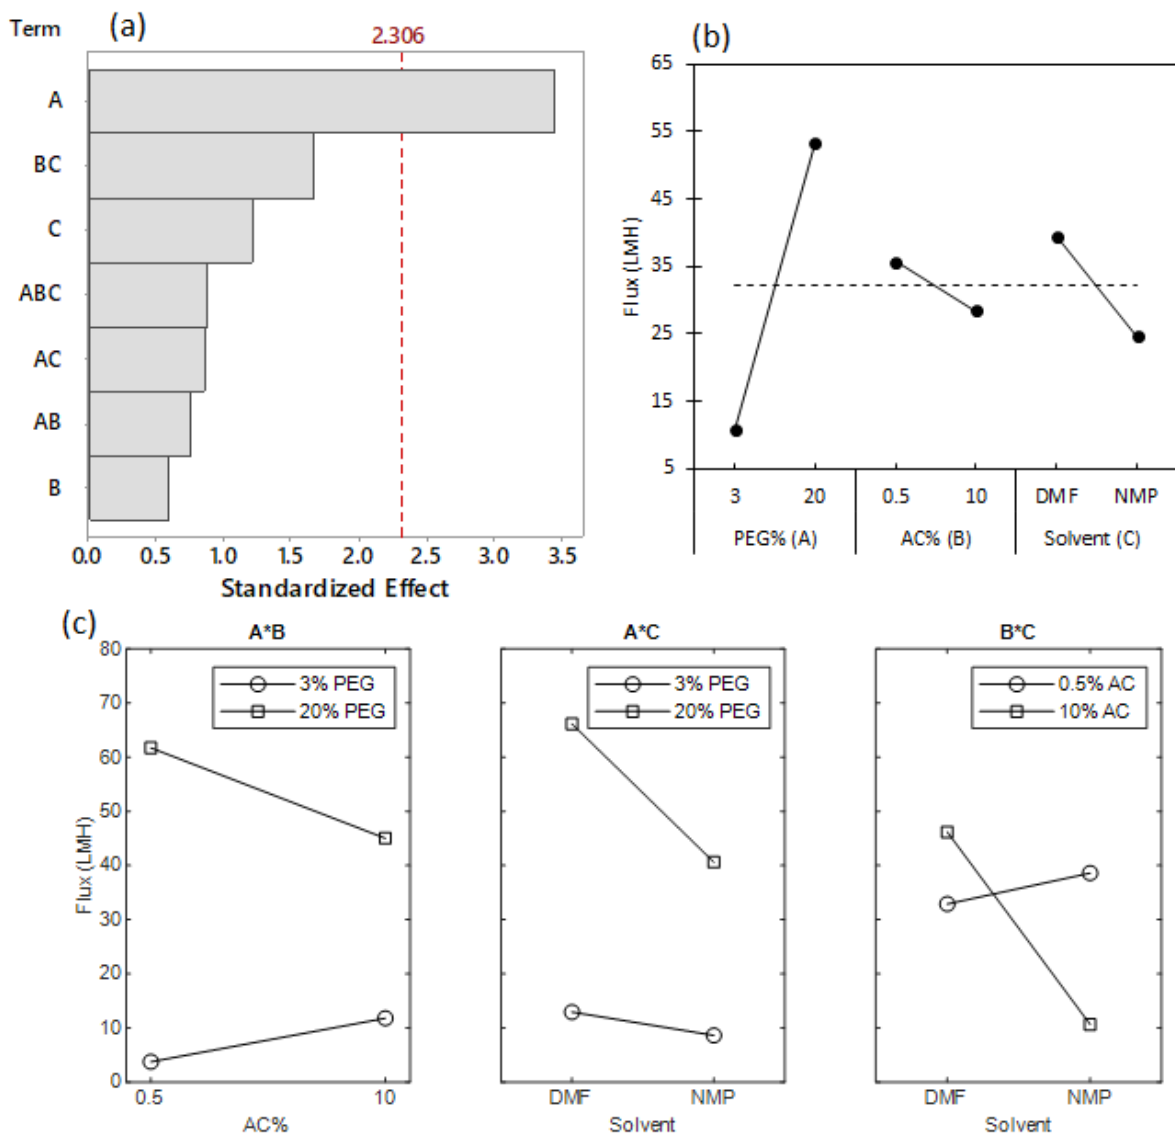 Term (a) 2.306
A
BC
C
ABC
AC
AB
B
0.0 0.5 1.0 1.5 2.0 2.5 3.0 3.5
Standardized Effect
(b)
65
55
45
35
25
15
5
Flux (LMH)
3 20 0.5 10 DMF NMP
PEG% (A) AC% (B) Solvent (C)
(c)
A*B
80
70
60
50
40
30
20
10
0
Flux (LMH)
3% PEG
20% PEG
0.5 10
AC%
A*C
3% PEG
20% PEG
DMF NMP
Solvent
B*C
0.5% AC
10% AC
DMF NMP
Solvent